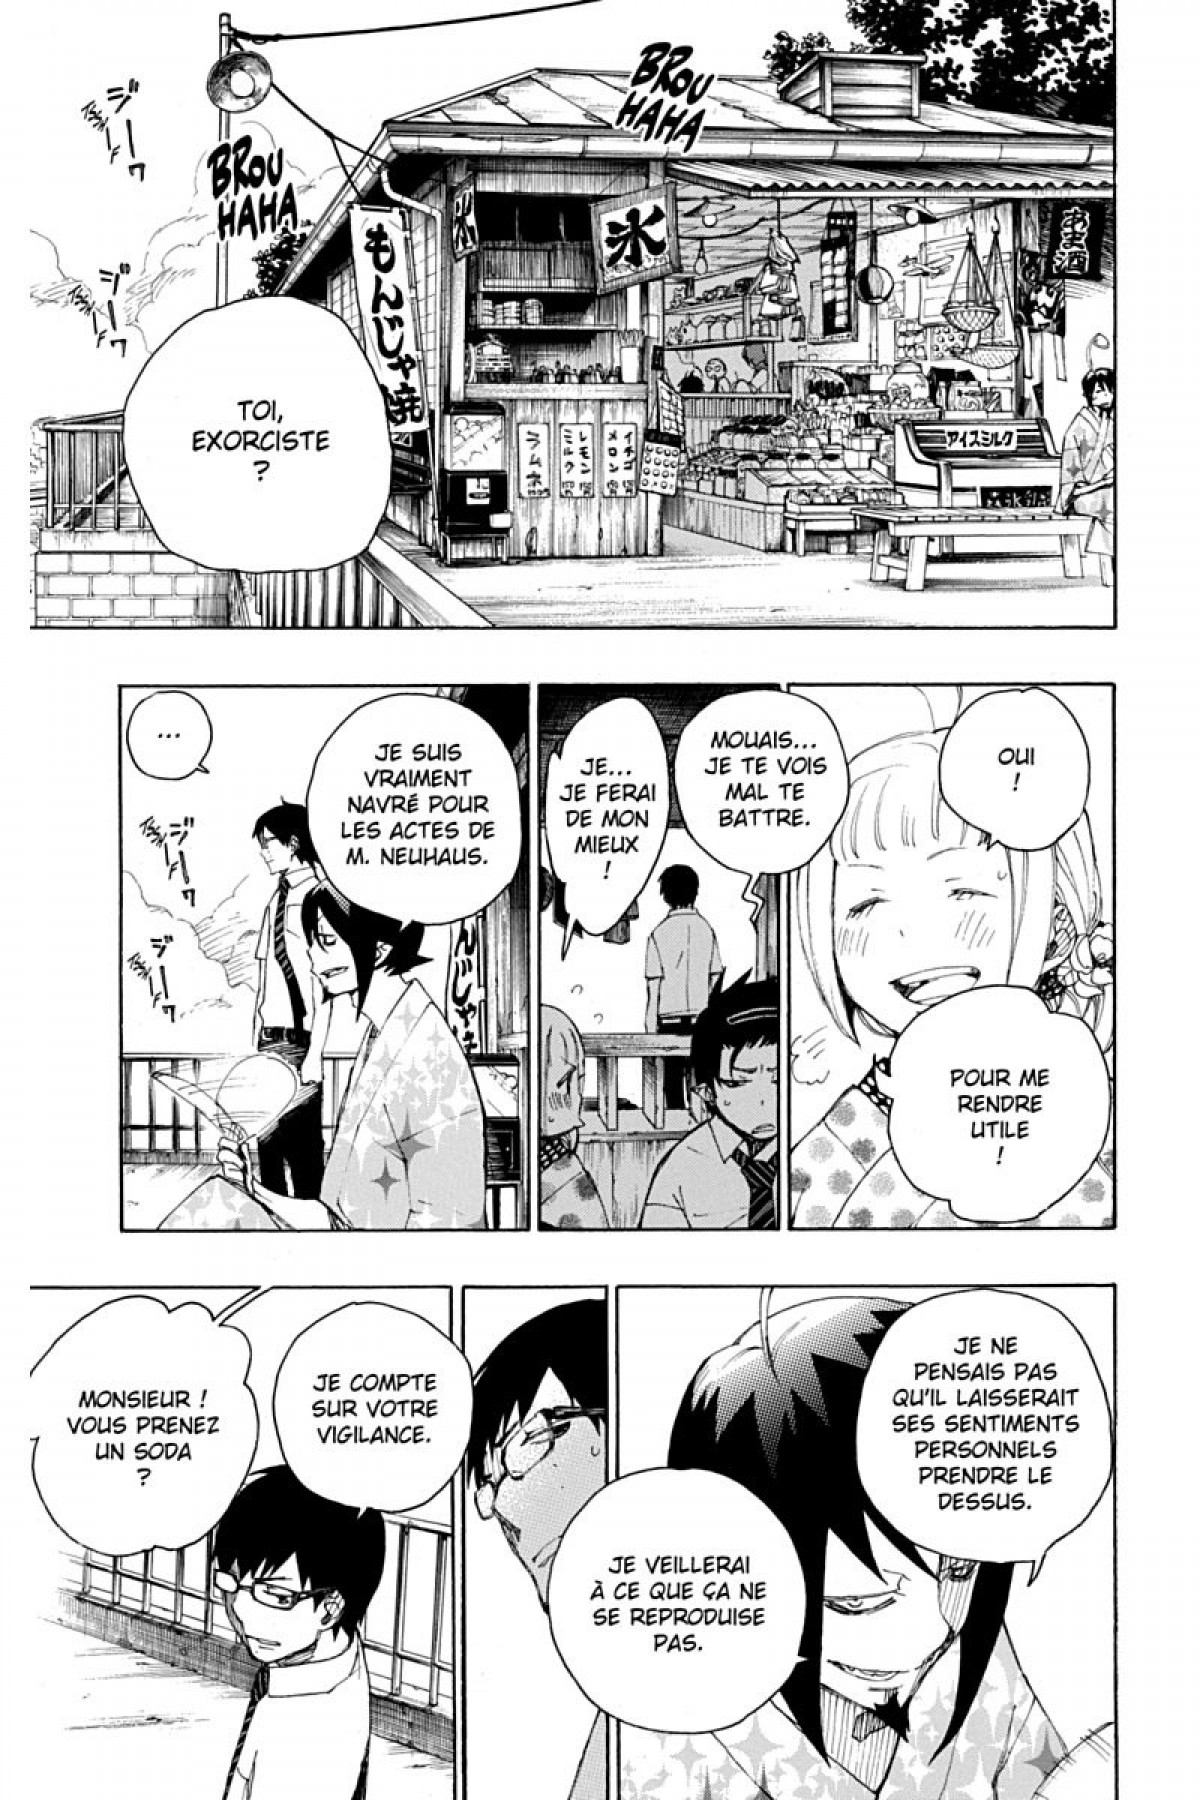 BROU
HAHA
BROU
HAHA
ジーワ
ジーワ
もんじゃ焼
氷
氷
あま酒
アイスミルク
ラムネ
レモン
ミルク
メロン
イチゴ
TOI,
EXORCISTE
?
OUI
!
POUR ME
RENDRE
UTILE
!
MOUAIS...
JE TE VOIS
MAL TE
BATTRE.
JE...
JE FERAI
DE MON
MIEUX
!
JE SUIS
VRAIMENT
NAVRÉ POUR
LES ACTES DE
M. NEUHAUS.
...
ジーワ
ジーワ
んじゃ
JE NE
PENSAIS PAS
QU'IL LAISSERAIT
SES SENTIMENTS
PERSONNELS
PRENDRE LE
DESSUS.
JE VEILLERAI
À CE QUE ÇA NE
SE REPRODUISE
PAS.
JE COMPTE
SUR VOTRE
VIGILANCE.
MONSIEUR !
VOUS PRENEZ
UN SODA
?